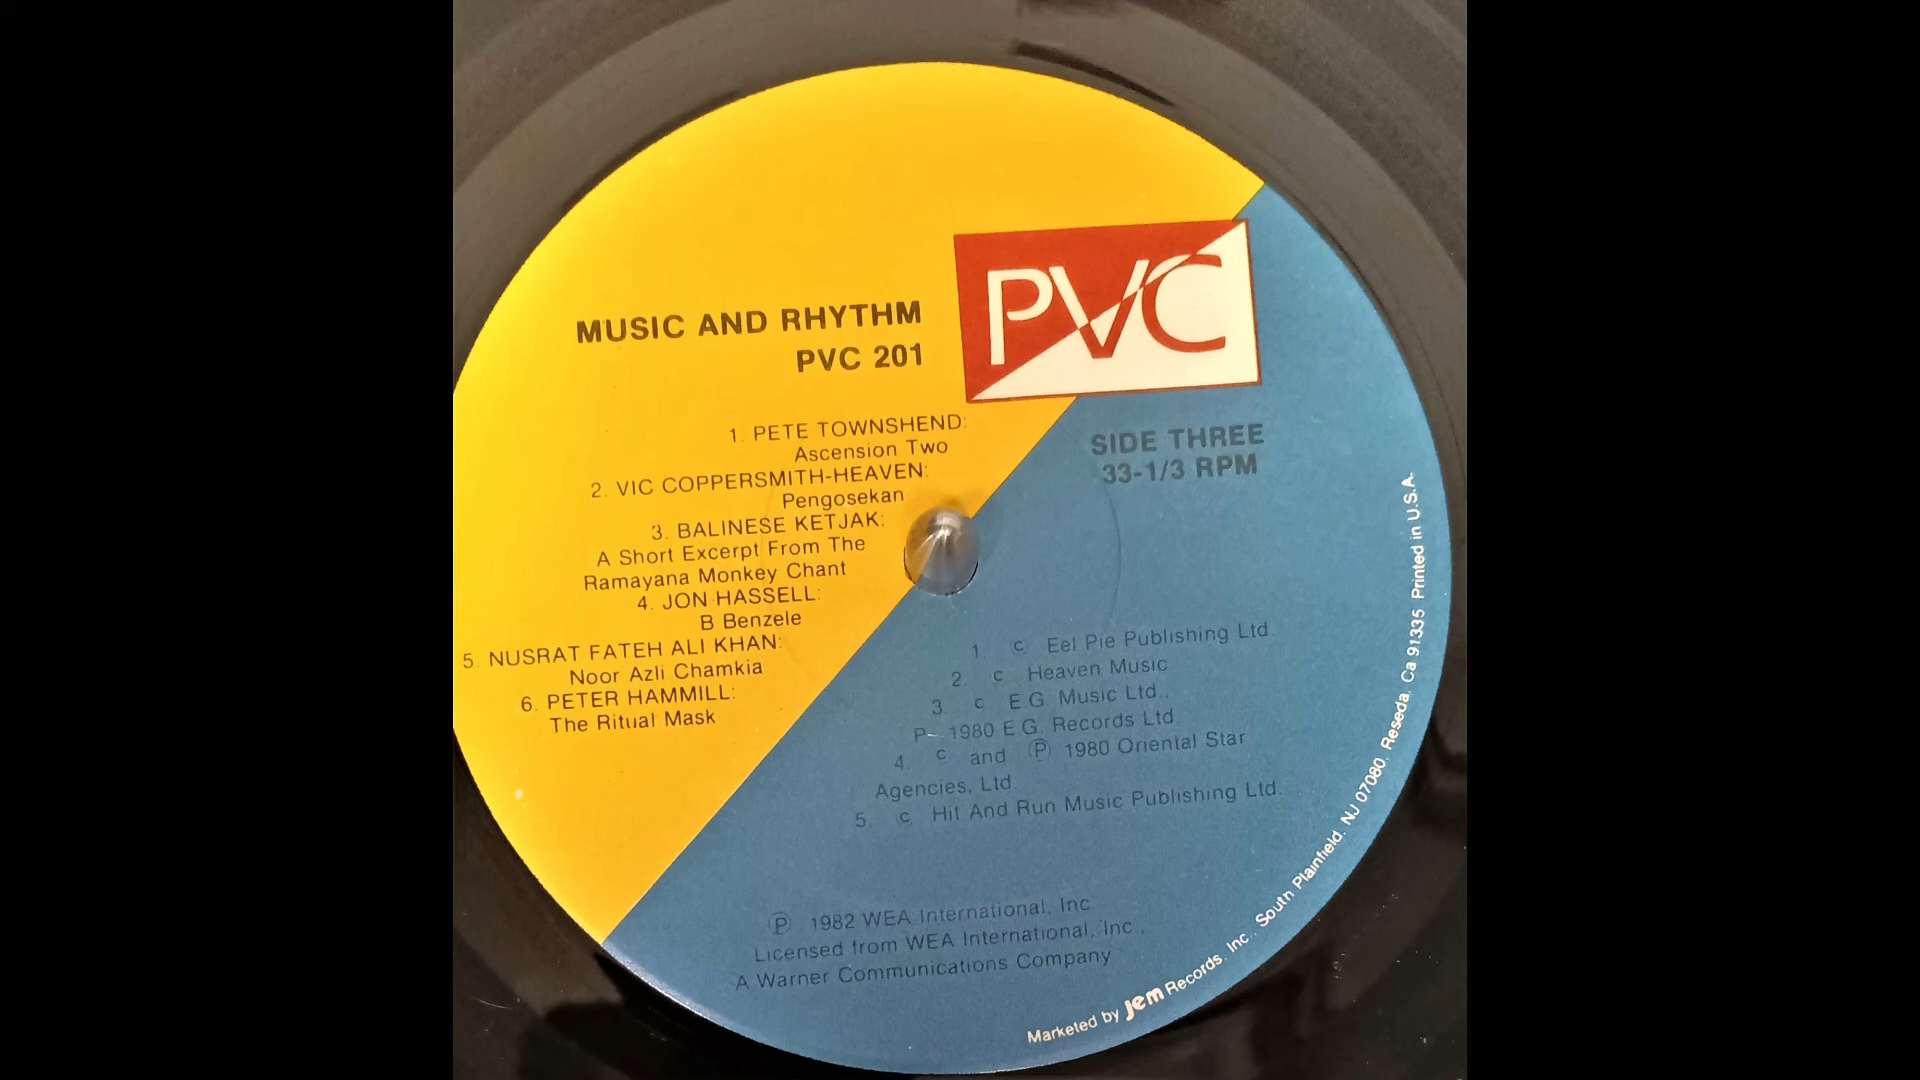 PVC
MUSIC AND RHYTHM
PVC 201
SIDE THREE
33-1/3 RPM
1. PETE TOWNSHEND:
Ascension Two
2. VIC COPPERSMITH-HEAVEN:
Pengosekan
3. BALINESE KETJAK:
A Short Excerpt From The
Ramayana Monkey Chant
4. JON HASSELL:
B Benzele
5. NUSRAT FATEH ALI KHAN:
Noor Azli Chamkia
6. PETER HAMMILL:
The Ritual Mask
1. © Eel Pie Publishing Ltd.
2 c Heaven Music
3. c E.G. Music Ltd.,
P 1980 E.G. Records Ltd.
4. c and Ⓟ 1980 Oriental Star
Agencies, Ltd.
5. c. Hit And Run Music Publishing Ltd.
Ⓟ 1982 WEA International, Inc.
Licensed from WEA International, Inc.,
A Warner Communications Company
Marketed by Jem Records, Inc., South Plainfield, NJ 07080, Reseda, Ca 91335 Printed in U.S.A.